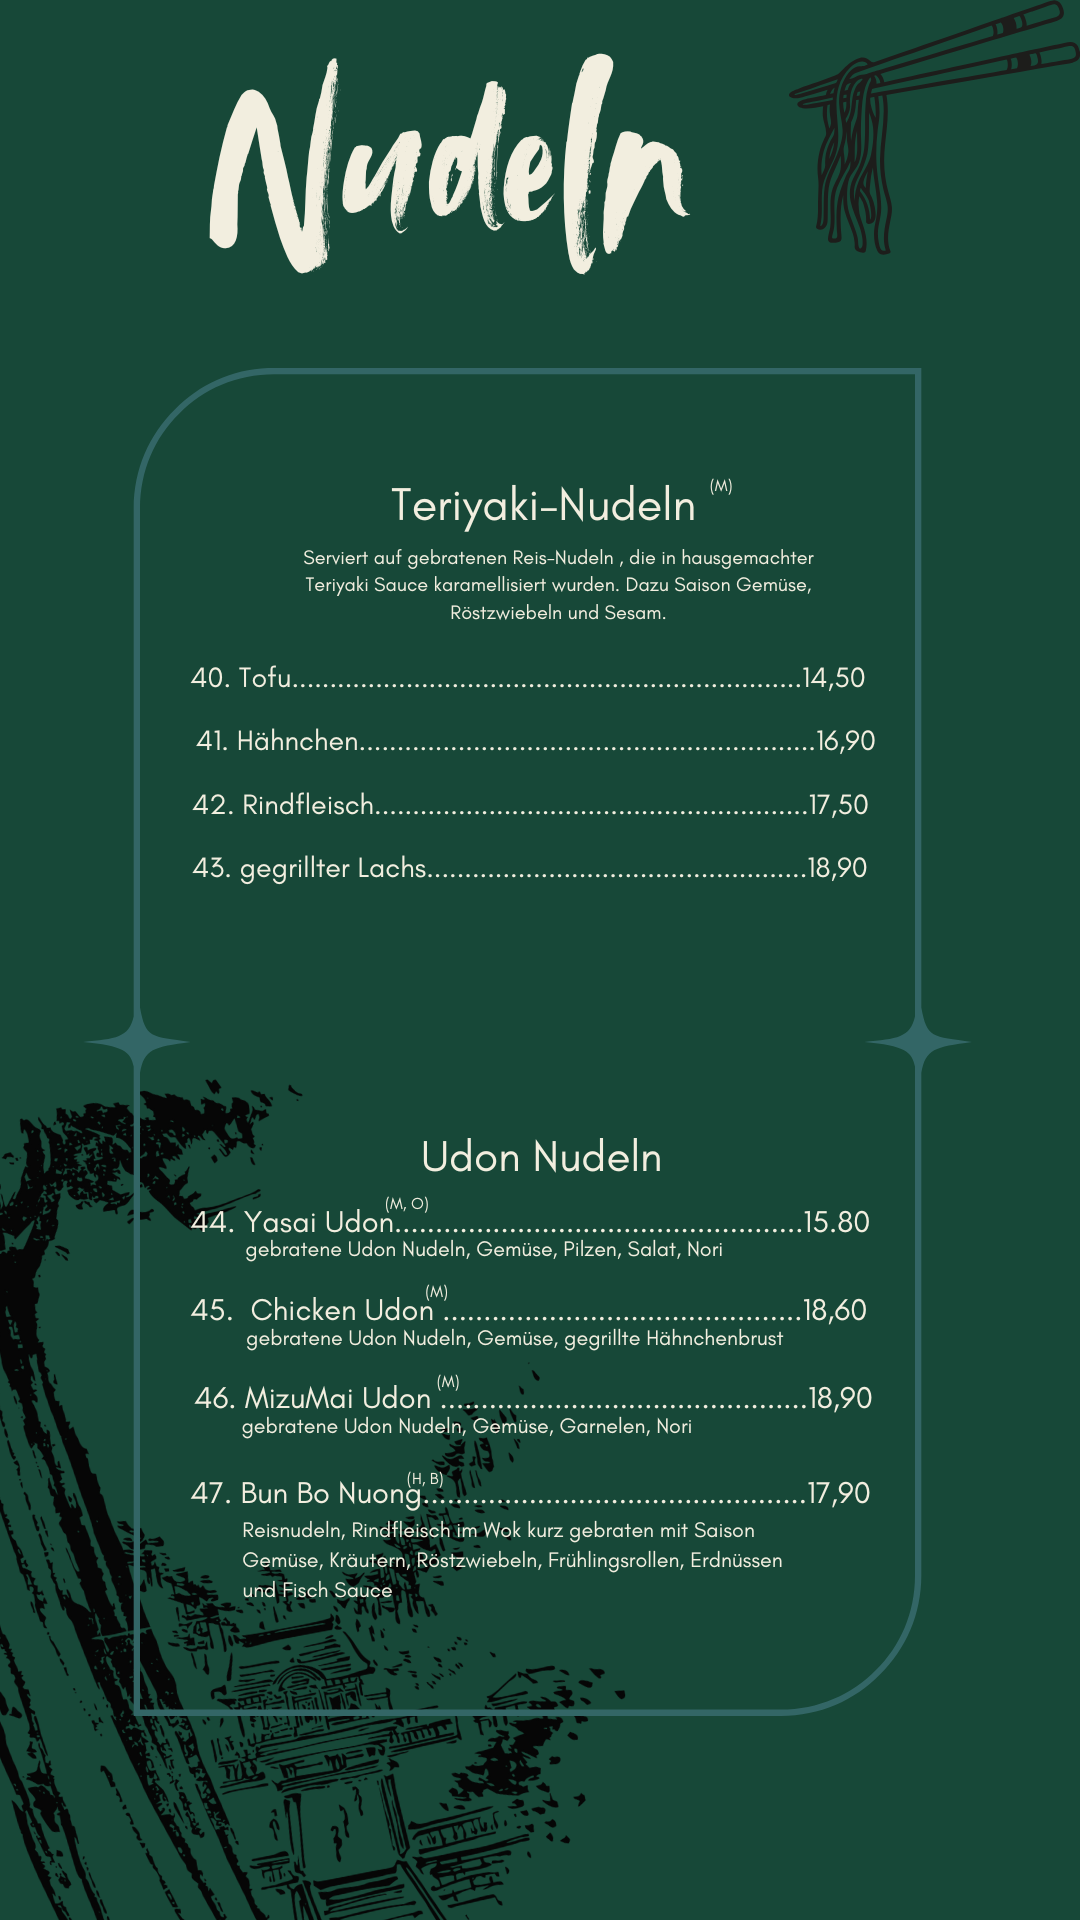 Nudeln
Teriyaki-Nudeln (M)
Serviert auf gebratenen Reis-Nudeln , die in hausgemachter
Teriyaki Sauce karamellisiert wurden. Dazu Saison Gemüse,
Röstzwiebeln und Sesam.
40. Tofu..................................................................14,50
41. Hähnchen...........................................................16,90
42. Rindfleisch........................................................17,50
43. gegrillter Lachs.................................................18,90
Udon Nudeln
44. Yasai Udon (M, O)..................................................15.80
gebratene Udon Nudeln, Gemüse, Pilzen, Salat, Nori
45. Chicken Udon (M)............................................18,60
gebratene Udon Nudeln, Gemüse, gegrillte Hähnchenbrust
46. MizuMai Udon (M).............................................18,90
gebratene Udon Nudeln, Gemüse, Garnelen, Nori
47. Bun Bo Nuong (H, B)...............................................17,90
Reisnudeln, Rindfleisch im Wok kurz gebraten mit Saison
Gemüse, Kräutern, Röstzwiebeln, Frühlingsrollen, Erdnüssen
und Fisch Sauce